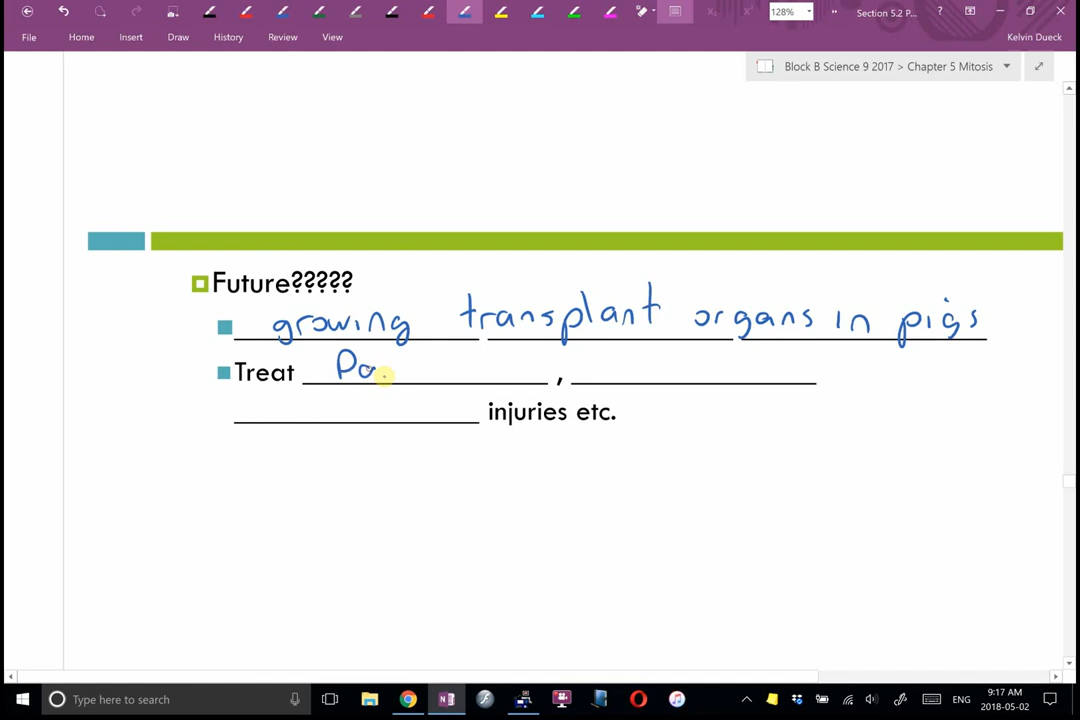 128%
Section 5.2 P...
File Home Insert Draw History Review View
Kelvin Dueck
Block B Science 9 2017 > Chapter 5 Mitosis
Future?????
growing transplant organs in pigs
Treat Pa ,
injuries etc.
Type here to search
ENG
9:17 AM
2018-05-02